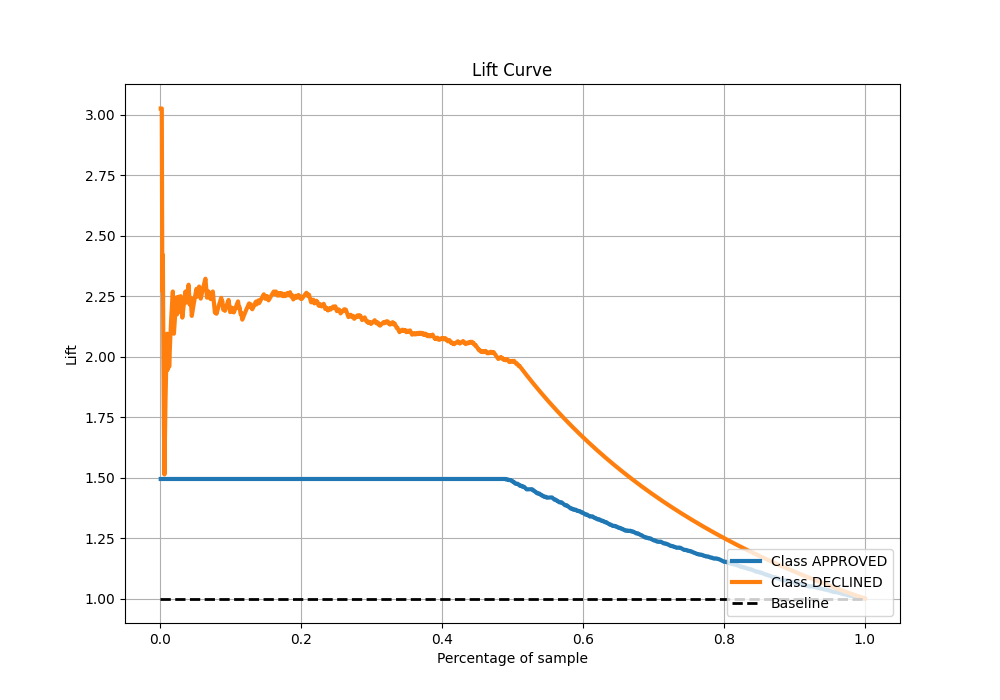 Lift Curve
3.00
2.75
2.50
2.25
2.00
1.75
1.50
1.25
1.00
Lift
0.0 0.2 0.4 0.6 0.8 1.0
Percentage of sample
Class APPROVED
Class DECLINED
Baseline